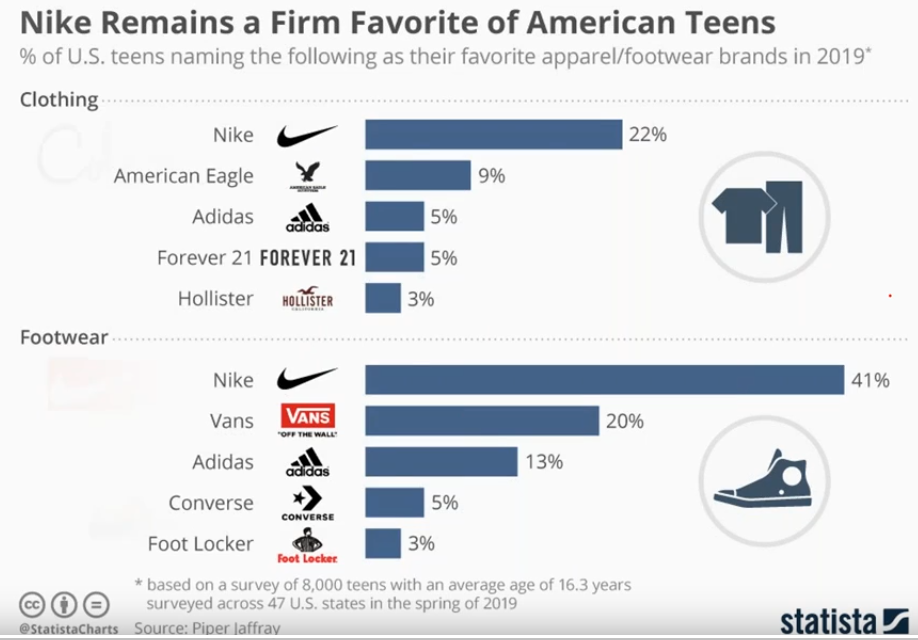 Nike Remains a Firm Favorite of American Teens
% of U.S. teens naming the following as their favorite apparel/footwear brands in 2019*
Clothing
Nike 22%
American Eagle AMERICAN EAGLE OUTFITTERS 9%
Adidas adidas 5%
Forever 21 FOREVER 21 5%
Hollister HOLLISTER CALIFORNIA 3%
Footwear
Nike 41%
Vans VANS "OFF THE WALL" 20%
Adidas adidas 13%
Converse CONVERSE 5%
Foot Locker Foot Locker. 3%
* based on a survey of 8,000 teens with an average age of 16.3 years
surveyed across 47 U.S. states in the spring of 2019
@StatistaCharts Source: Piper Jaffray
cc
statista